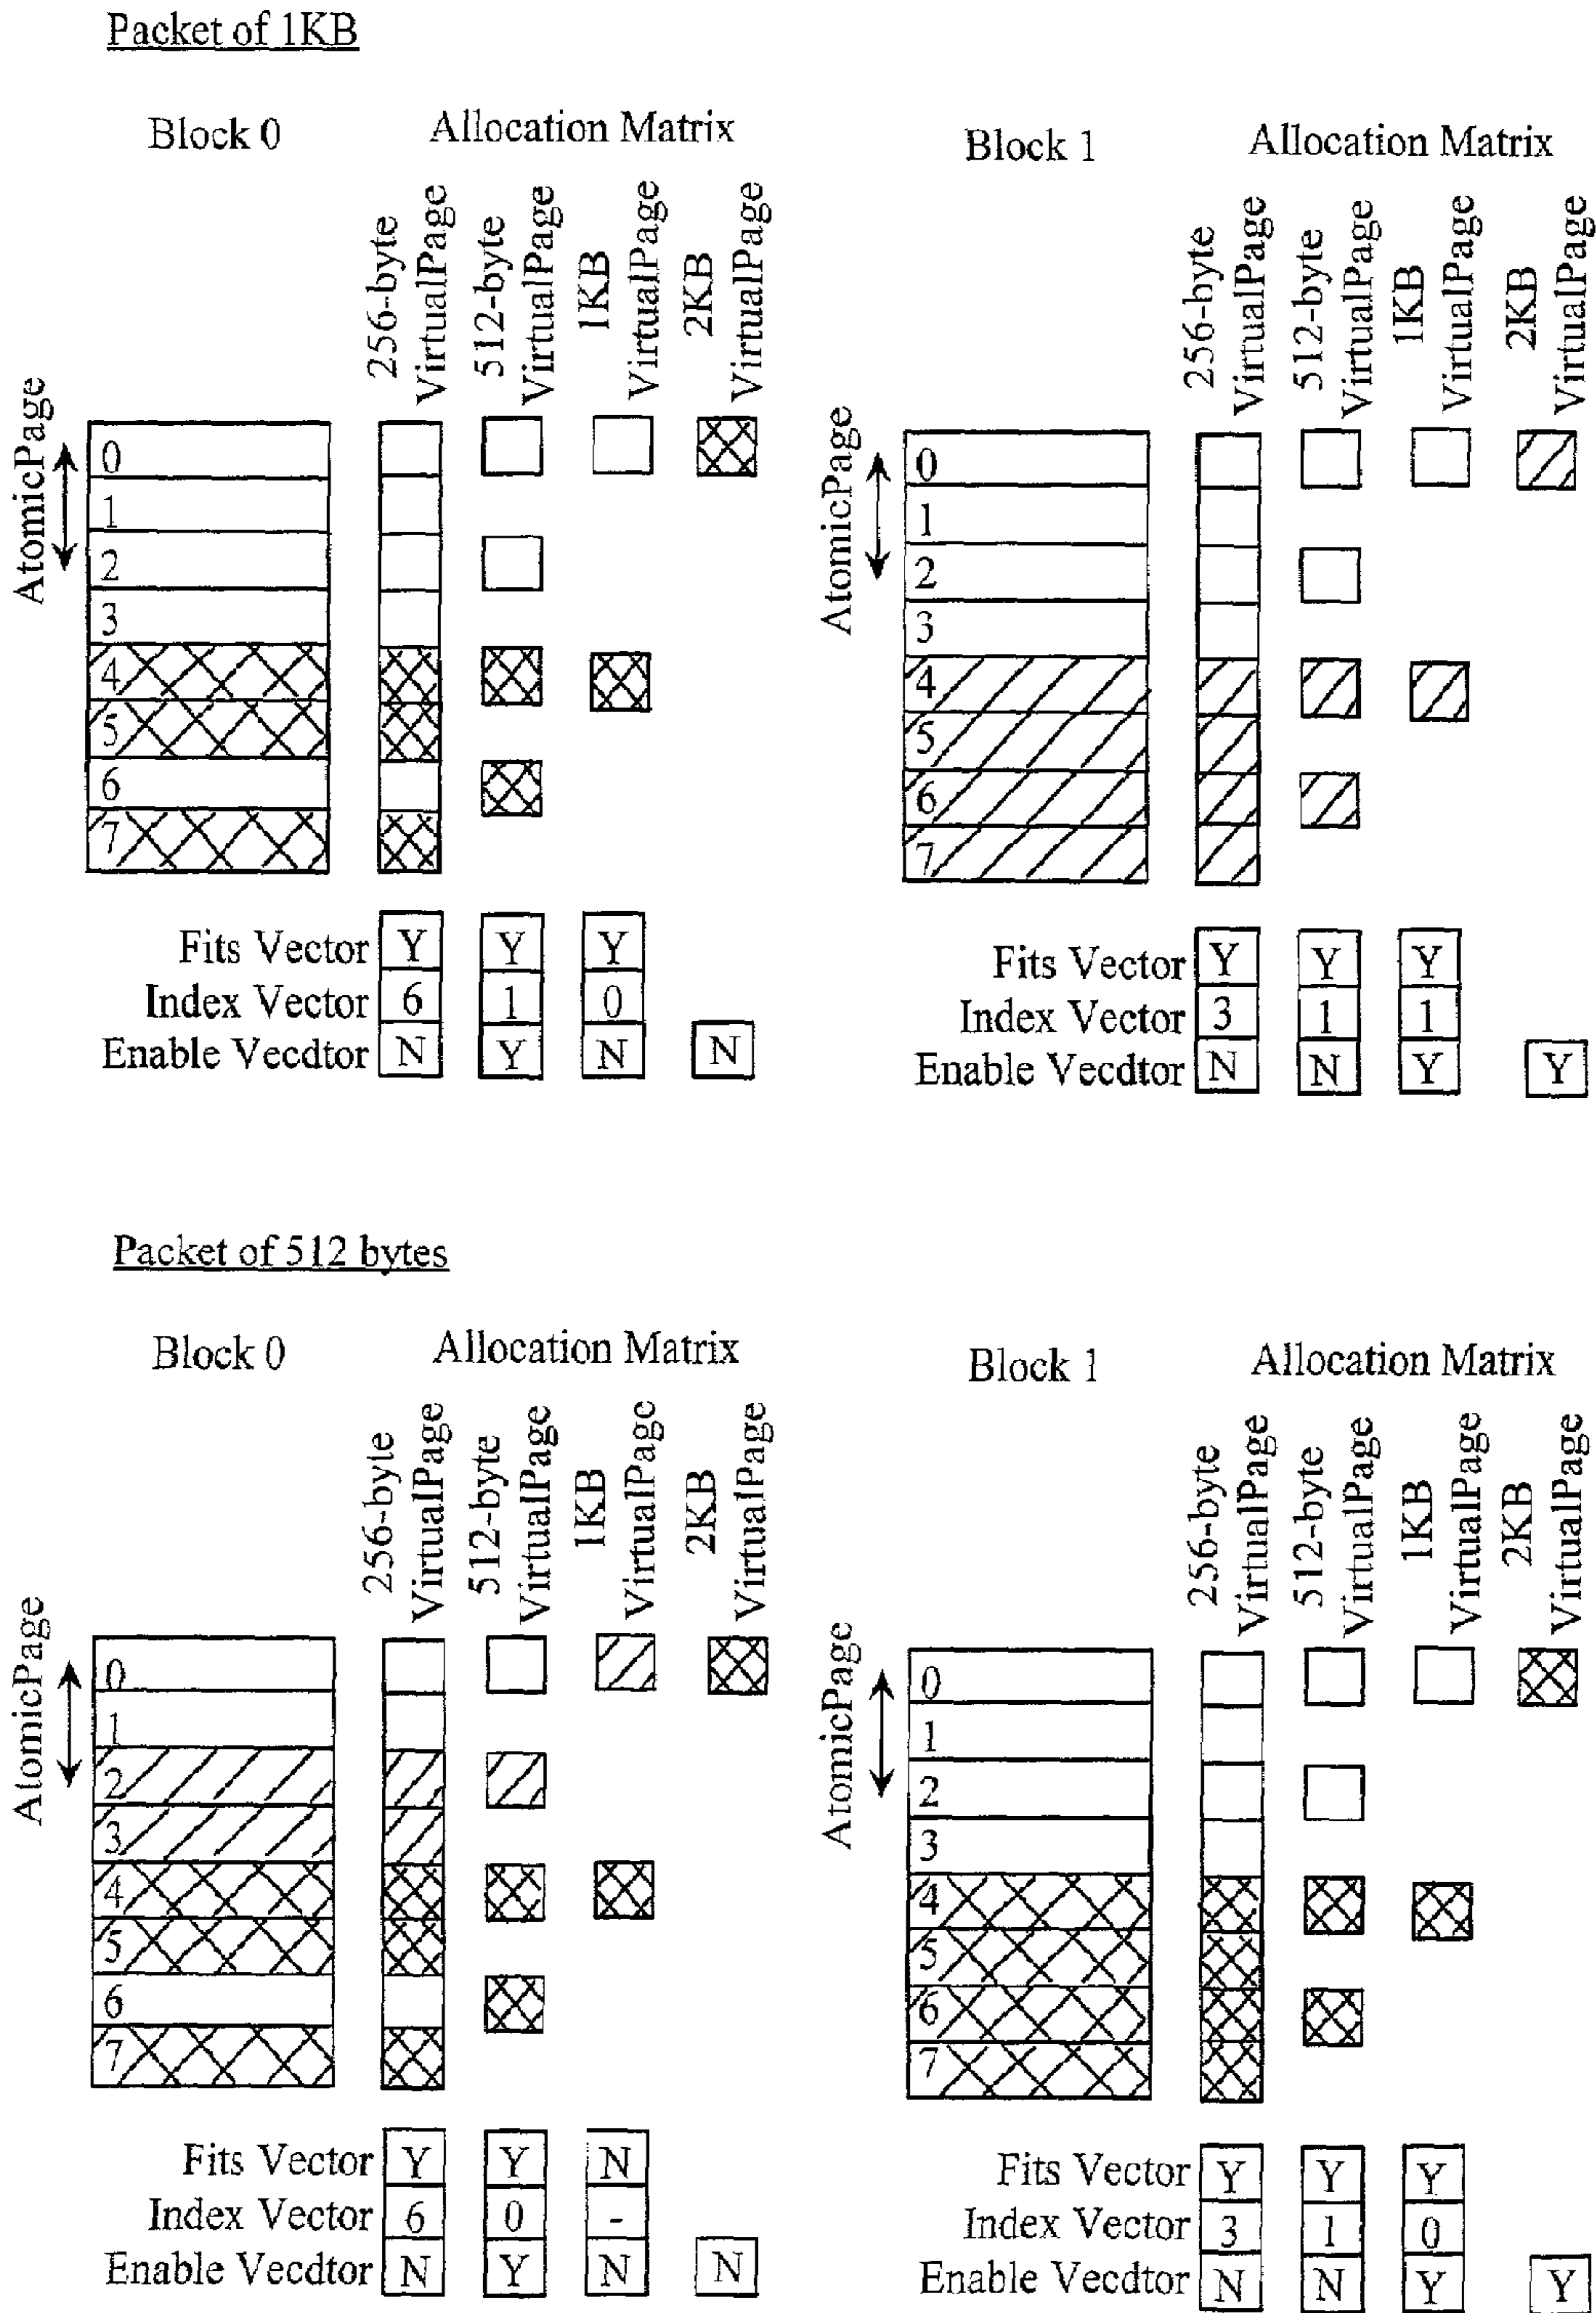 Packet of 1KB
Block 0
Allocation Matrix
256-byte
VirtualPage
512-byte
VirtualPage
1KB
VirtualPage
2KB
VirtualPage
AtomicPage
0
1
2
3
4
5
6
7
Fits Vector Y Y Y
Index Vector 6 1 0
Enable Vecdtor N Y N N
Block 1
Allocation Matrix
256-byte
VirtualPage
512-byte
VirtualPage
1KB
VirtualPage
2KB
VirtualPage
AtomicPage
0
1
2
3
4
5
6
7
Fits Vector Y Y Y
Index Vector 3 1 1
Enable Vecdtor N N Y Y
Packet of 512 bytes
Block 0
Allocation Matrix
256-byte
VirtualPage
512-byte
VirtualPage
1KB
VirtualPage
2KB
VirtualPage
AtomicPage
0
1
2
3
4
5
6
7
Fits Vector Y Y N
Index Vector 6 0 -
Enable Vecdtor N Y N N
Block 1
Allocation Matrix
256-byte
VirtualPage
512-byte
VirtualPage
1KB
VirtualPage
2KB
VirtualPage
AtomicPage
0
1
2
3
4
5
6
7
Fits Vector Y Y Y
Index Vector 3 1 0
Enable Vecdtor N N Y Y